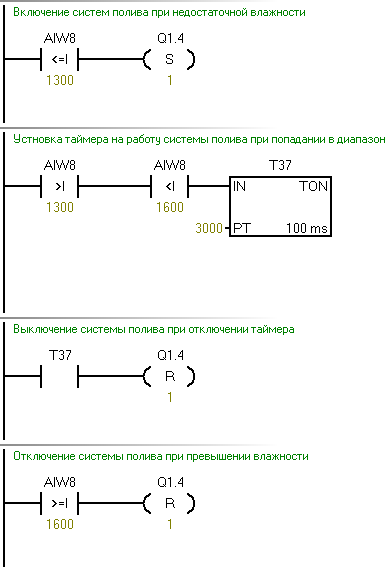 Включение систем полива при недостаточной влажности
AIW8 Q1.4
<=I S
1300 1
Устновка таймера на работу системы полива при попадании в диапазон
AIW8 AIW8 T37
>I <I IN TON
1300 1600
3000 PT 100 ms
Выключение системы полива при отключении таймера
T37 Q1.4
R
1
Отключение системы полива при превышении влажности
AIW8 Q1.4
>=I R
1600 1